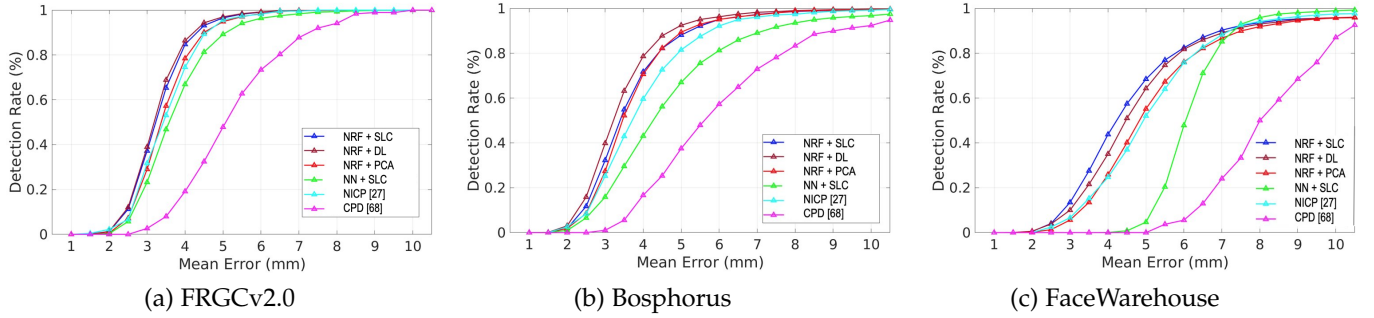 Detection Rate (%)
1
0.8
0.6
0.4
0.2
0
1 2 3 4 5 6 7 8 9 10
Mean Error (mm)
NRF + SLC
NRF + DL
NRF + PCA
NN + SLC
NICP [27]
CPD [68]
(a) FRGCv2.0
Detection Rate (%)
1
0.8
0.6
0.4
0.2
0
1 2 3 4 5 6 7 8 9 10
Mean Error (mm)
NRF + SLC
NRF + DL
NRF + PCA
NN + SLC
NICP [27]
CPD [68]
(b) Bosphorus
Detection Rate (%)
1
0.8
0.6
0.4
0.2
0
1 2 3 4 5 6 7 8 9 10
Mean Error (mm)
NRF + SLC
NRF + DL
NRF + PCA
NN + SLC
NICP [27]
CPD [68]
(c) FaceWarehouse